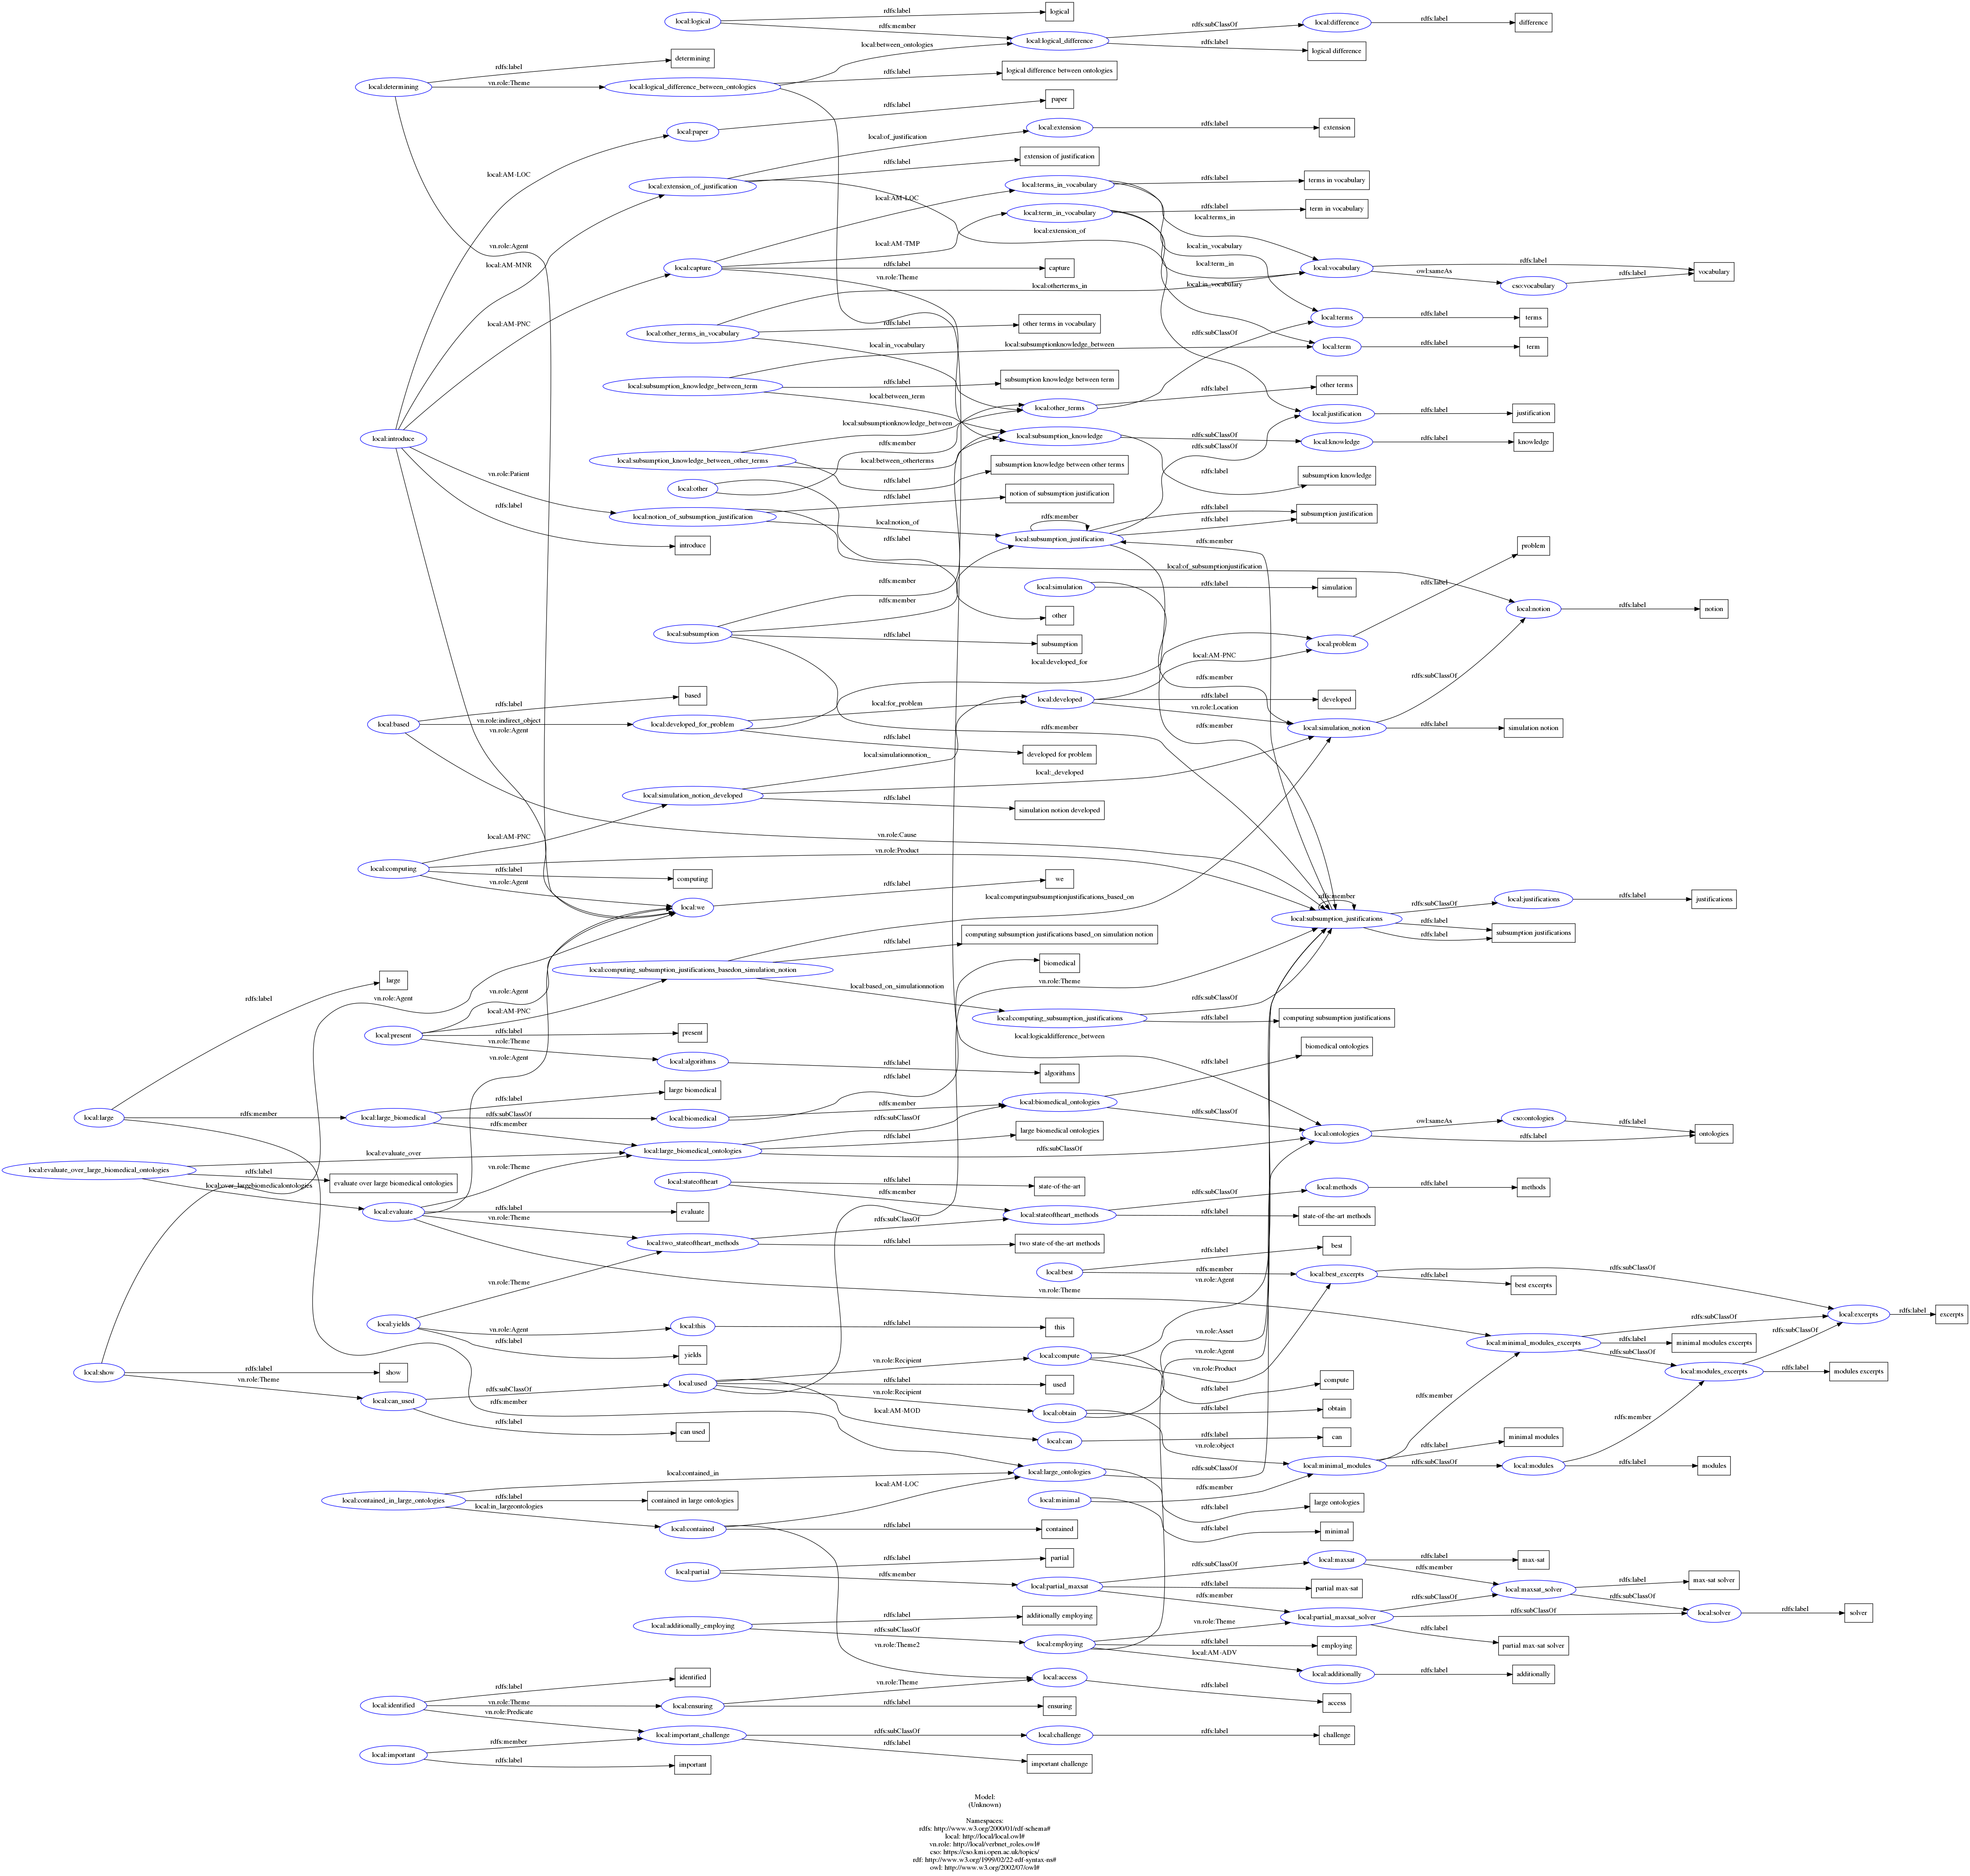 rdfs:label
logical
local:logical
rdfs:member
local:logical_difference
rdfs:subClassOf
local:difference
rdfs:label
difference
rdfs:label
logical difference
local:between_ontologies
rdfs:label
determining
local:determining
vn.role:Theme
local:logical_difference_between_ontologies
rdfs:label
logical difference between ontologies
local:paper
rdfs:label
paper
local:of_justification
local:extension
rdfs:label
extension
local:AM-LOC
local:extension_of_justification
rdfs:label
extension of justification
local:terms_in_vocabulary
rdfs:label
terms in vocabulary
local:AM-LOC
local:term_in_vocabulary
rdfs:label
term in vocabulary
local:terms_in
local:extension_of
vn.role:Agent
local:AM-TMP
local:in_vocabulary
local:AM-MNR
local:capture
rdfs:label
capture
local:term_in
local:vocabulary
rdfs:label
vocabulary
owl:sameAs
cso:vocabulary
rdfs:label
vn.role:Theme
local:otherterms_in
local:in_vocabulary
local:AM-PNC
local:other_terms_in_vocabulary
rdfs:label
other terms in vocabulary
local:terms
rdfs:label
terms
rdfs:subClassOf
local:in_vocabulary
local:subsumptionknowledge_between
local:term
rdfs:label
term
local:subsumption_knowledge_between_term
rdfs:label
subsumption knowledge between term
local:between_term
rdfs:label
other terms
local:other_terms
local:justification
rdfs:label
justification
local:subsumptionknowledge_between
local:introduce
rdfs:member
local:subsumption_knowledge
rdfs:subClassOf
local:knowledge
rdfs:label
knowledge
rdfs:subClassOf
local:subsumption_knowledge_between_other_terms
local:between_otherterms
subsumption knowledge between other terms
rdfs:label
subsumption knowledge
vn.role:Patient
rdfs:label
local:other
rdfs:label
notion of subsumption justification
rdfs:label
local:notion_of_subsumption_justification
local:notion_of
rdfs:member
rdfs:label
rdfs:label
subsumption justification
local:subsumption_justification
rdfs:label
introduce
rdfs:member
problem
local:of_subsumptionjustification
rdfs:member
local:simulation
rdfs:label
simulation
rdfs:label
rdfs:member
other
local:notion
rdfs:label
notion
local:subsumption
rdfs:label
subsumption
local:problem
local:developed_for
local:AM-PNC
rdfs:subClassOf
rdfs:member
rdfs:label
based
local:developed
rdfs:label
developed
local:based
vn.role:indirect_object
local:developed_for_problem
local:for_problem
vn.role:Location
vn.role:Agent
rdfs:member
rdfs:member
local:simulation_notion
rdfs:label
simulation notion
rdfs:label
developed for problem
local:simulationnotion_
local:_developed
local:simulation_notion_developed
rdfs:label
simulation notion developed
local:AM-PNC
vn.role:Cause
vn.role:Product
local:computing
rdfs:label
computing
vn.role:Agent
rdfs:label
we
local:computingsubsumptionjustifications_based_on
local:we
rdfs:member
local:subsumption_justifications
rdfs:subClassOf
local:justifications
rdfs:label
justifications
rdfs:label
rdfs:label
subsumption justifications
computing subsumption justifications based_on simulation notion
rdfs:label
local:computing_subsumption_justifications_basedon_simulation_notion
biomedical
large
rdfs:label
vn.role:Agent
vn.role:Agent
local:based_on_simulationnotion
vn.role:Theme
rdfs:subClassOf
local:AM-PNC
local:computing_subsumption_justifications
rdfs:label
computing subsumption justifications
local:present
rdfs:label
present
vn.role:Theme
local:logicaldifference_between
biomedical ontologies
vn.role:Agent
local:algorithms
rdfs:label
algorithms
rdfs:label
rdfs:label
rdfs:label
large biomedical
local:large
rdfs:member
local:large_biomedical
rdfs:subClassOf
local:biomedical
rdfs:member
local:biomedical_ontologies
rdfs:subClassOf
rdfs:member
rdfs:subClassOf
local:ontologies
owl:sameAs
cso:ontologies
rdfs:label
rdfs:label
ontologies
rdfs:label
large biomedical ontologies
local:large_biomedical_ontologies
rdfs:subClassOf
local:evaluate_over
local:evaluate_over_large_biomedical_ontologies
rdfs:label
evaluate over large biomedical ontologies
local:over_largebiomedicalontologies
vn.role:Theme
local:stateoftheart
rdfs:label
state-of-the-art
rdfs:member
rdfs:subClassOf
local:methods
rdfs:label
methods
local:evaluate
rdfs:label
evaluate
vn.role:Theme
local:stateoftheart_methods
rdfs:label
state-of-the-art methods
rdfs:subClassOf
local:two_stateoftheart_methods
rdfs:label
two state-of-the-art methods
rdfs:label
best
local:best
rdfs:member
local:best_excerpts
rdfs:subClassOf
rdfs:label
best excerpts
vn.role:Agent
vn.role:Theme
vn.role:Theme
local:yields
vn.role:Agent
rdfs:label
local:this
rdfs:label
this
yields
vn.role:Asset
vn.role:Agent
local:minimal_modules_excerpts
rdfs:subClassOf
rdfs:label
minimal modules excerpts
rdfs:subClassOf
rdfs:subClassOf
local:excerpts
rdfs:label
excerpts
local:modules_excerpts
rdfs:label
modules excerpts
local:show
rdfs:label
show
vn.role:Theme
local:can_used
rdfs:subClassOf
rdfs:label
can used
rdfs:member
local:used
vn.role:Recipient
local:compute
rdfs:label
used
vn.role:Recipient
vn.role:Product
rdfs:label
compute
local:obtain
rdfs:label
obtain
local:AM-MOD
local:can
rdfs:label
can
vn.role:object
rdfs:member
rdfs:member
rdfs:label
minimal modules
local:minimal_modules
rdfs:subClassOf
local:modules
rdfs:label
modules
local:contained_in
local:large_ontologies
rdfs:subClassOf
local:AM-LOC
rdfs:member
local:contained_in_large_ontologies
rdfs:label
contained in large ontologies
local:in_largeontologies
local:minimal
rdfs:label
large ontologies
local:contained
rdfs:label
contained
rdfs:label
minimal
local:partial
rdfs:label
partial
rdfs:member
local:partial_maxsat
rdfs:subClassOf
local:maxsat
rdfs:label
max-sat
rdfs:member
rdfs:label
partial max-sat
rdfs:member
local:maxsat_solver
rdfs:label
max-sat solver
rdfs:subClassOf
rdfs:subClassOf
local:partial_maxsat_solver
rdfs:subClassOf
local:solver
rdfs:label
solver
rdfs:label
partial max-sat solver
local:additionally_employing
rdfs:label
additionally employing
rdfs:subClassOf
local:employing
vn.role:Theme
rdfs:label
employing
local:AM-ADV
local:additionally
rdfs:label
additionally
vn.role:Theme2
local:access
rdfs:label
access
rdfs:label
identified
local:identified
vn.role:Theme
local:ensuring
vn.role:Theme
rdfs:label
ensuring
vn.role:Predicate
local:important_challenge
rdfs:subClassOf
local:challenge
rdfs:label
challenge
rdfs:label
important challenge
local:important
rdfs:member
rdfs:label
important
Model:
(Unknown)
Namespaces:
rdfs: http://www.w3.org/2000/01/rdf-schema#
local: http://local/local.owl#
vn.role: http://local/verbnet_roles.owl#
cso: https://cso.kmi.open.ac.uk/topics/
rdf: http://www.w3.org/1999/02/22-rdf-syntax-ns#
owl: http://www.w3.org/2002/07/owl#